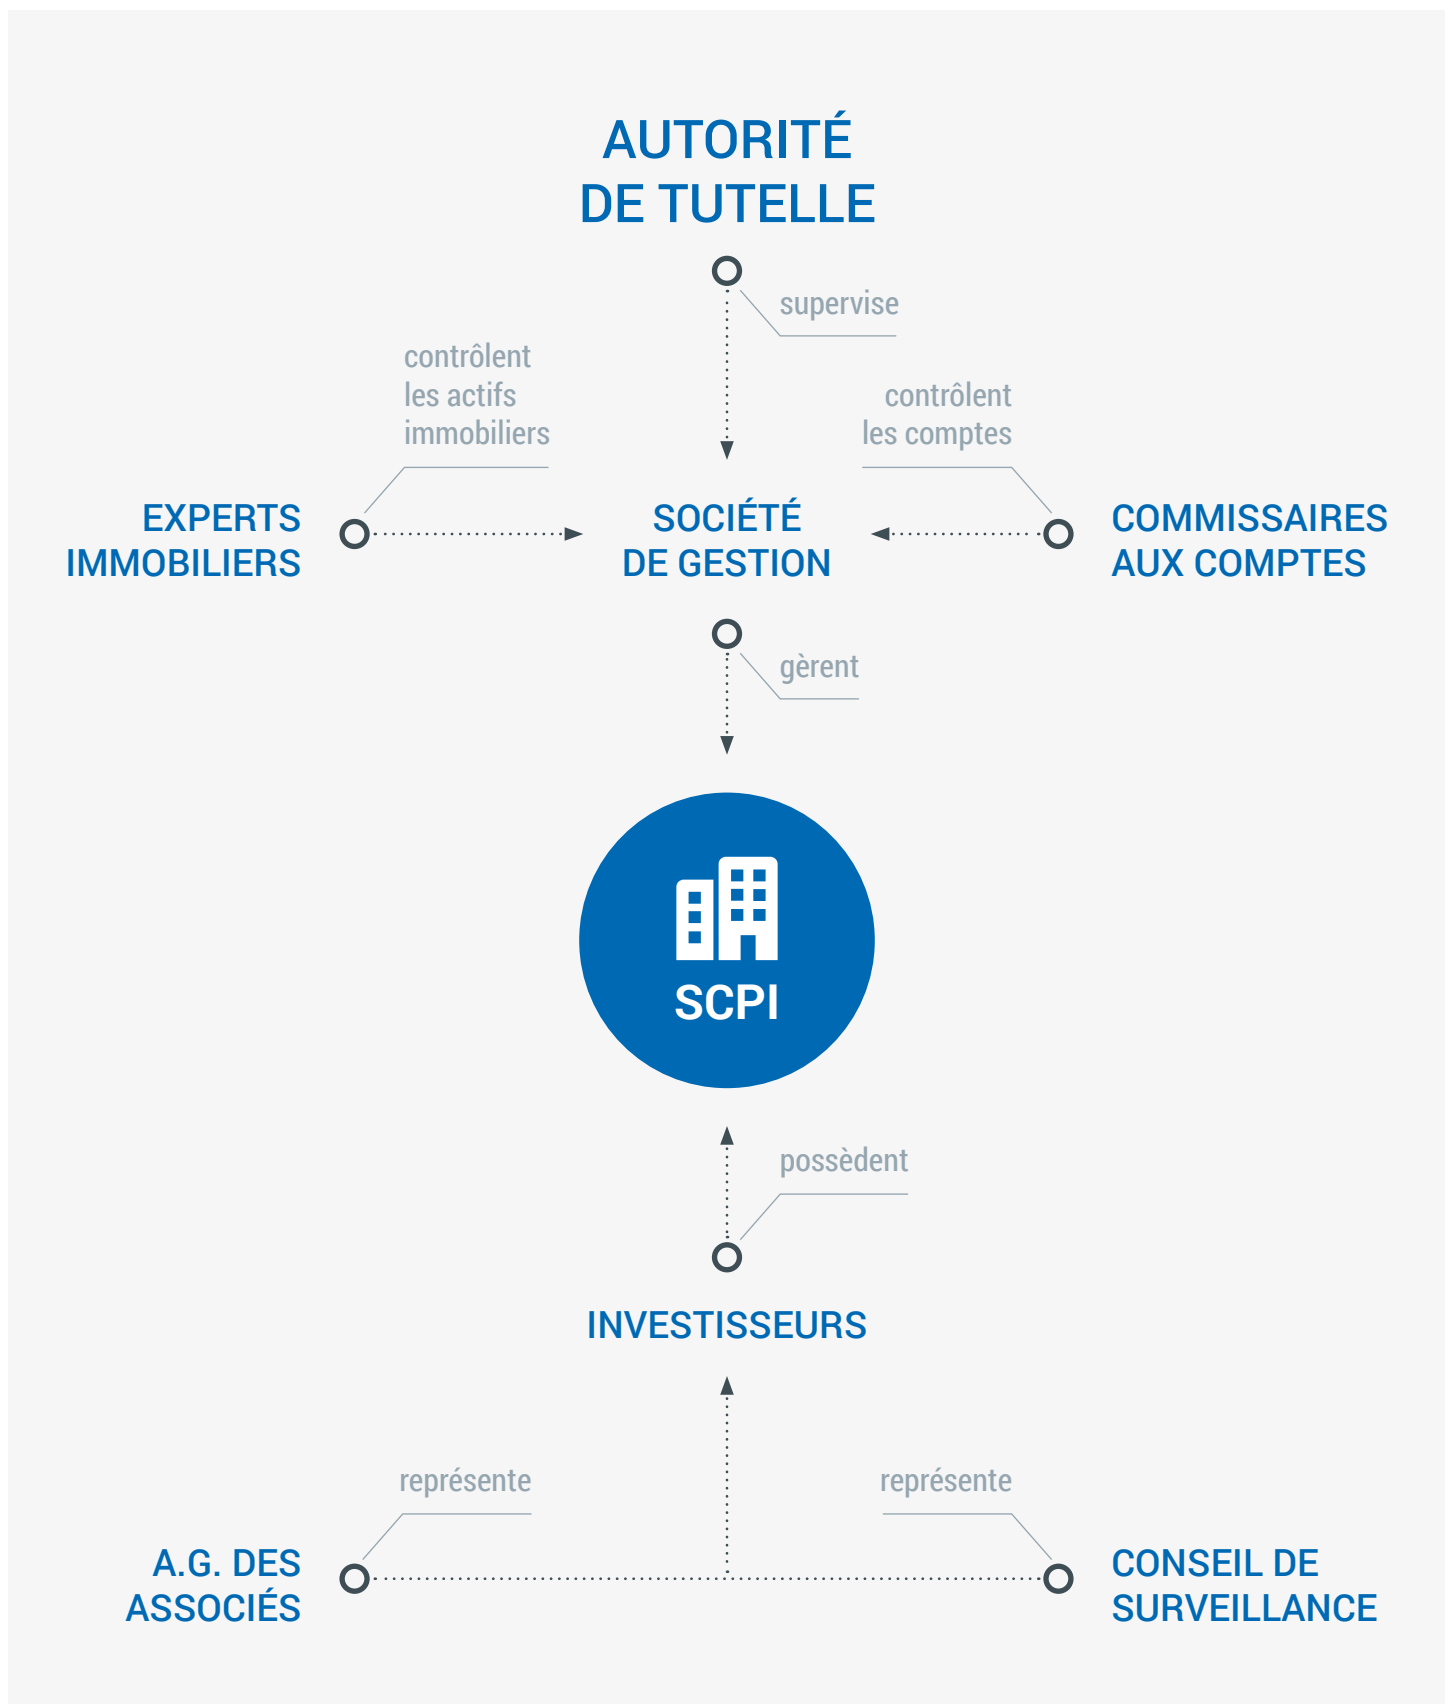 AUTORITÉ
DE TUTELLE
supervise
contrôlent
les actifs
immobiliers
contrôlent
les comptes
EXPERTS
IMMOBILIERS
SOCIÉTÉ
DE GESTION
COMMISSAIRES
AUX COMPTES
gèrent
SCPI
possèdent
INVESTISSEURS
représente
représente
A.G. DES
ASSOCIÉS
CONSEIL DE
SURVEILLANCE